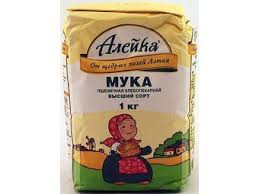 Алейка
От щедрых полей Алтая
МУКА
ПШЕНИЧНАЯ ХЛЕБОПЕКАРНАЯ
ВЫСШИЙ СОРТ
1 КГ